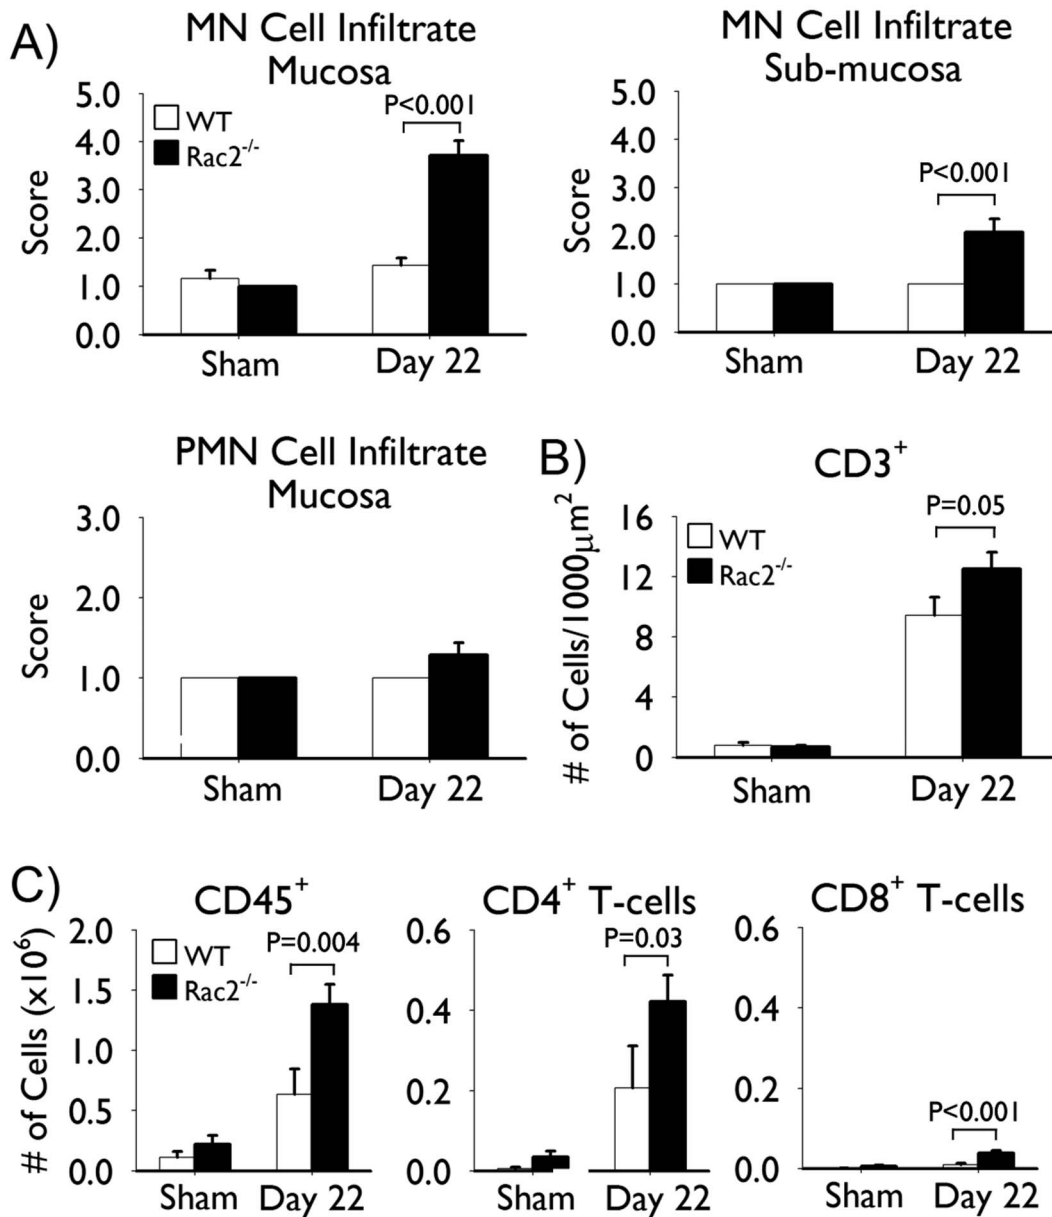 A)
MN Cell Infiltrate
Mucosa
5.0
4.0
3.0
2.0
1.0
0.0
Score
WT
Rac2-/-
P<0.001
Sham
Day 22
MN Cell Infiltrate
Sub-mucosa
5.0
4.0
3.0
2.0
1.0
0.0
Score
P<0.001
Sham
Day 22
PMN Cell Infiltrate
Mucosa
3.0
2.0
1.0
0.0
Score
Sham
Day 22
B)
CD3+
16
12
8
4
0
# of Cells/1000μm2
WT
Rac2-/-
P=0.05
Sham
Day 22
C)
CD45+
2.0
1.5
1.0
0.5
0.0
# of Cells (x106)
WT
Rac2-/-
P=0.004
Sham
Day 22
CD4+ T-cells
0.6
0.4
0.2
0.0
P=0.03
Sham
Day 22
CD8+ T-cells
0.6
0.4
0.2
0.0
P<0.001
Sham
Day 22